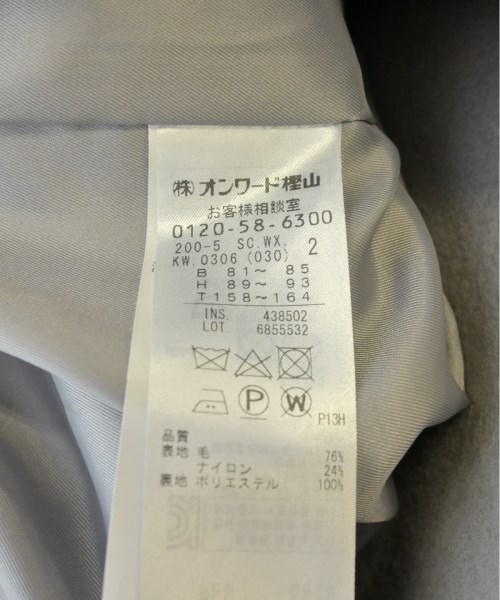 ㈱オンワード樫山
お客様相談室
0120-58-6300
200-5 SC.WX. 2
KW.0306 (030)
B 81～ 85
H 89～ 93
T 158～164
INS. 438502
LOT 6855532
P W
P13H
品質
表地 毛 76%
ナイロン 24%
裏地 ポリエステル 100%